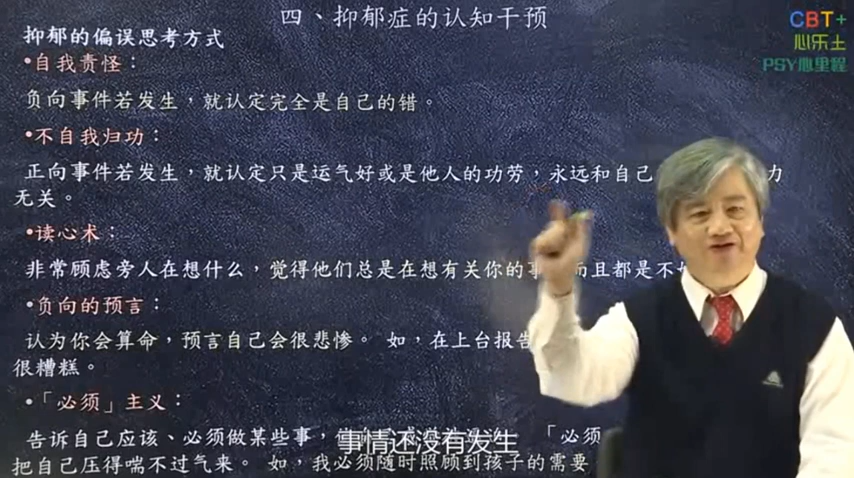 四、抑郁症的认知干预
CBT+
心乐土
PSY心里程
抑郁的偏误思考方式
•自我责怪：
负向事件若发生，就认定完全是自己的错。
•不自我归功：
正向事件若发生，就认定只是运气好或是他人的功劳，永远和自己 力
无关。
•读心术：
非常顾虑旁人在想什么，觉得他们总是在想有关你的事 而且都是不
•负向的预言：
认为你会算命，预言自己会很悲惨。 如，在上台报告
很糟糕。
•「必须」主义：
告诉自己应该、必须做某些事， 「必须
把自己压得喘不过气来。 如，我必须随时照顾到孩子的需要
事情还没有发生